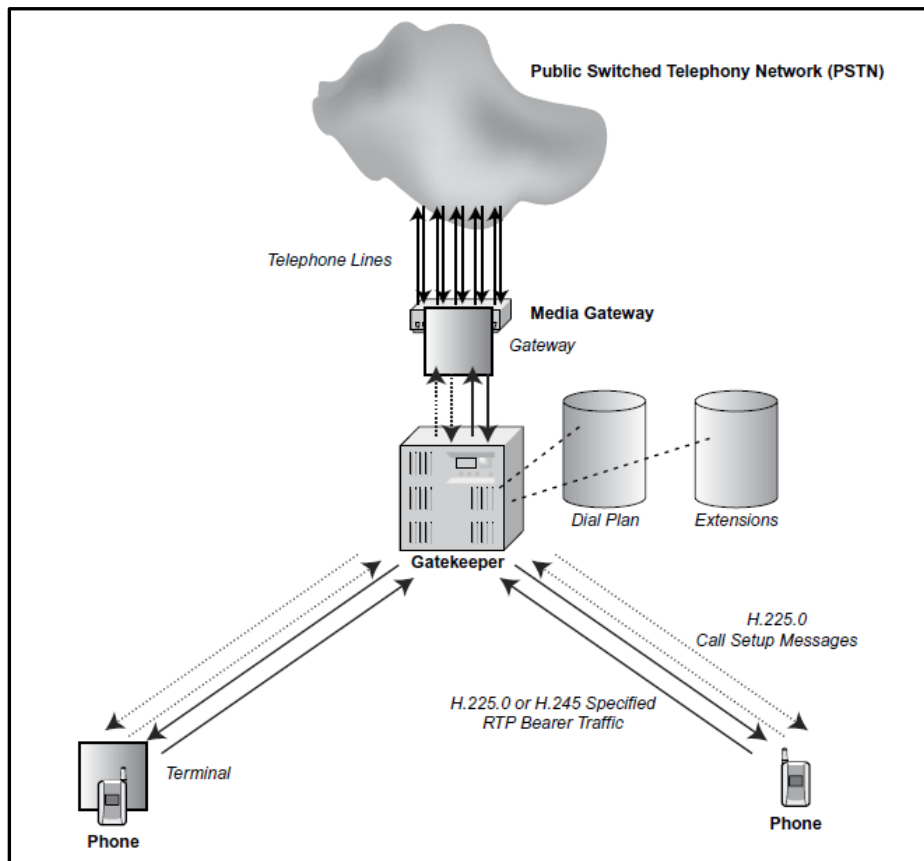 Public Switched Telephony Network (PSTN)
Telephone Lines
Media Gateway
Gateway
Dial Plan
Extensions
Gatekeeper
H.225.0
Call Setup Messages
H.225.0 or H.245 Specified
RTP Bearer Traffic
Terminal
Phone
Phone